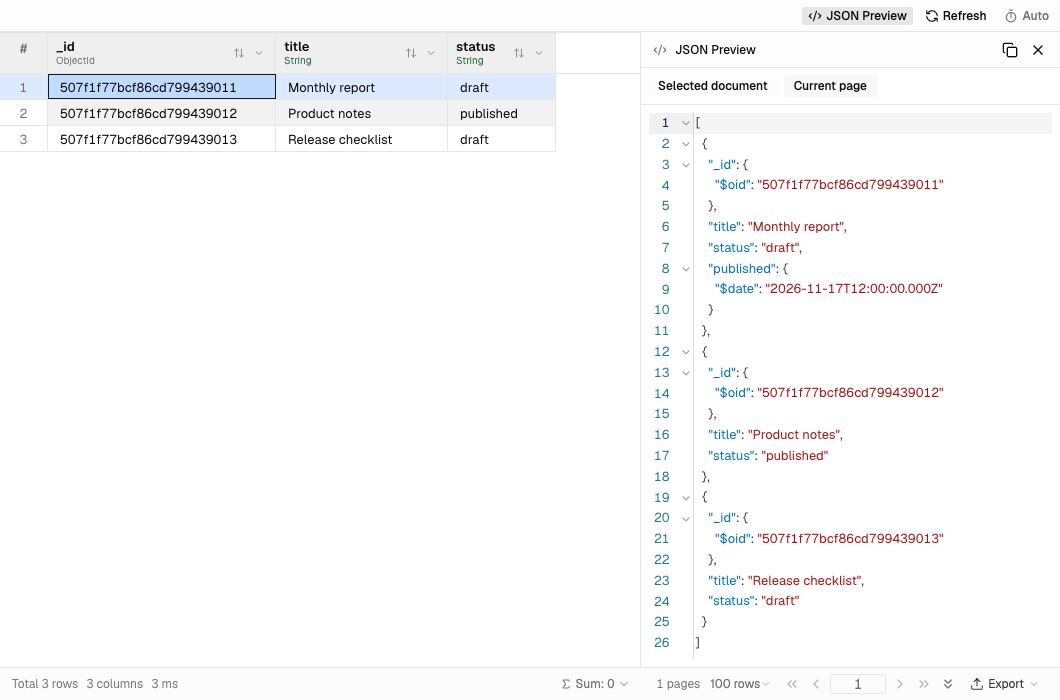 </> JSON Preview Refresh Auto
# _id title status
ObjectId String String
1 507f1f77bcf86cd799439011 Monthly report draft
2 507f1f77bcf86cd799439012 Product notes published
3 507f1f77bcf86cd799439013 Release checklist draft
</> JSON Preview
Selected document Current page
1 [
2 {
3 "_id": {
4 "$oid": "507f1f77bcf86cd799439011"
5 },
6 "title": "Monthly report",
7 "status": "draft",
8 "published": {
9 "$date": "2026-11-17T12:00:00.000Z"
10 }
11 },
12 {
13 "_id": {
14 "$oid": "507f1f77bcf86cd799439012"
15 },
16 "title": "Product notes",
17 "status": "published"
18 },
19 {
20 "_id": {
21 "$oid": "507f1f77bcf86cd799439013"
22 },
23 "title": "Release checklist",
24 "status": "draft"
25 }
26 ]
Total 3 rows 3 columns 3 ms Σ Sum: 0 1 pages 100 rows 1 Export